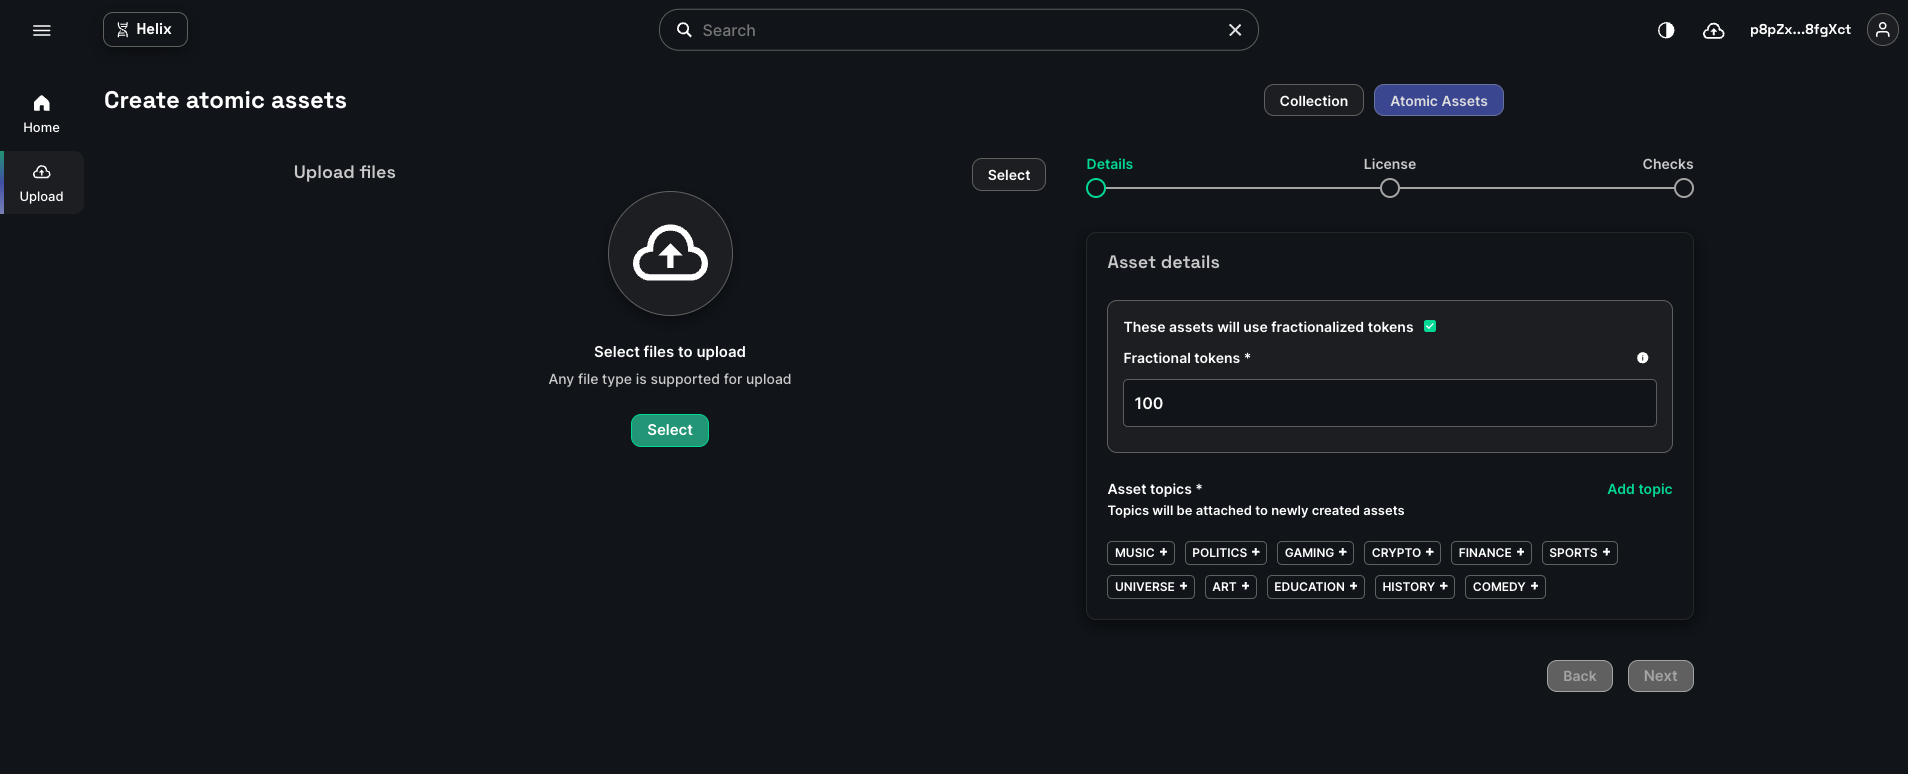 Helix
Search
p8pZx...8fgXct
Home
Upload
Create atomic assets
Collection
Atomic Assets
Upload files
Select
Select files to upload
Any file type is supported for upload
Select
Details
License
Checks
Asset details
These assets will use fractionalized tokens
Fractional tokens *
100
Asset topics *
Add topic
Topics will be attached to newly created assets
MUSIC + POLITICS + GAMING + CRYPTO + FINANCE + SPORTS +
UNIVERSE + ART + EDUCATION + HISTORY + COMEDY +
Back
Next